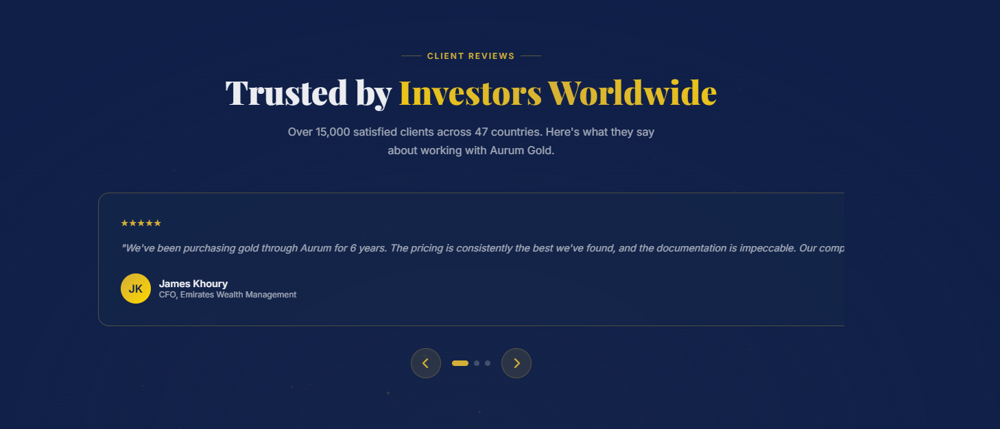 CLIENT REVIEWS
Trusted by Investors Worldwide
Over 15,000 satisfied clients across 47 countries. Here's what they say
about working with Aurum Gold.
★★★★★
"We've been purchasing gold through Aurum for 6 years. The pricing is consistently the best we've found, and the documentation is impeccable. Our comp
JK
James Khoury
CFO, Emirates Wealth Management